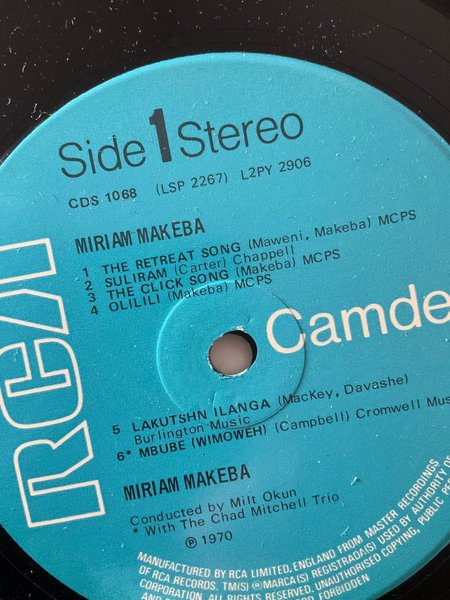 Side 1 Stereo
CDS 1068 (LSP 2267) L2PY 2906
MIRIAM MAKEBA
1 THE RETREAT SONG (Maweni, Makeba) MCPS
2 SULIRAM (Carter) Chappell
3 THE CLICK SONG (Makeba) MCPS
4 OLILILI (Makeba) MCPS
RCA
Camde
5 LAKUTSHN ILANGA (MacKey, Davashe)
Burlington Music
6* MBUBE (WIMOWEH) (Campbell) Cromwell Mus
MIRIAM MAKEBA
Conducted by Milt Okun
* With The Chad Mitchell Trio
℗ 1970
MANUFACTURED BY RCA LIMITED, ENGLAND FROM MASTER RECORDINGS
OF RCA RECORDS. TM(S)® MARCA(S) REGISTRADA(S) USED BY AUTHORITY OF
CORPORATION. ALL RIGHTS RESERVED. UNAUTHORISED COPYING, PUBLIC PE
FORBIDDEN